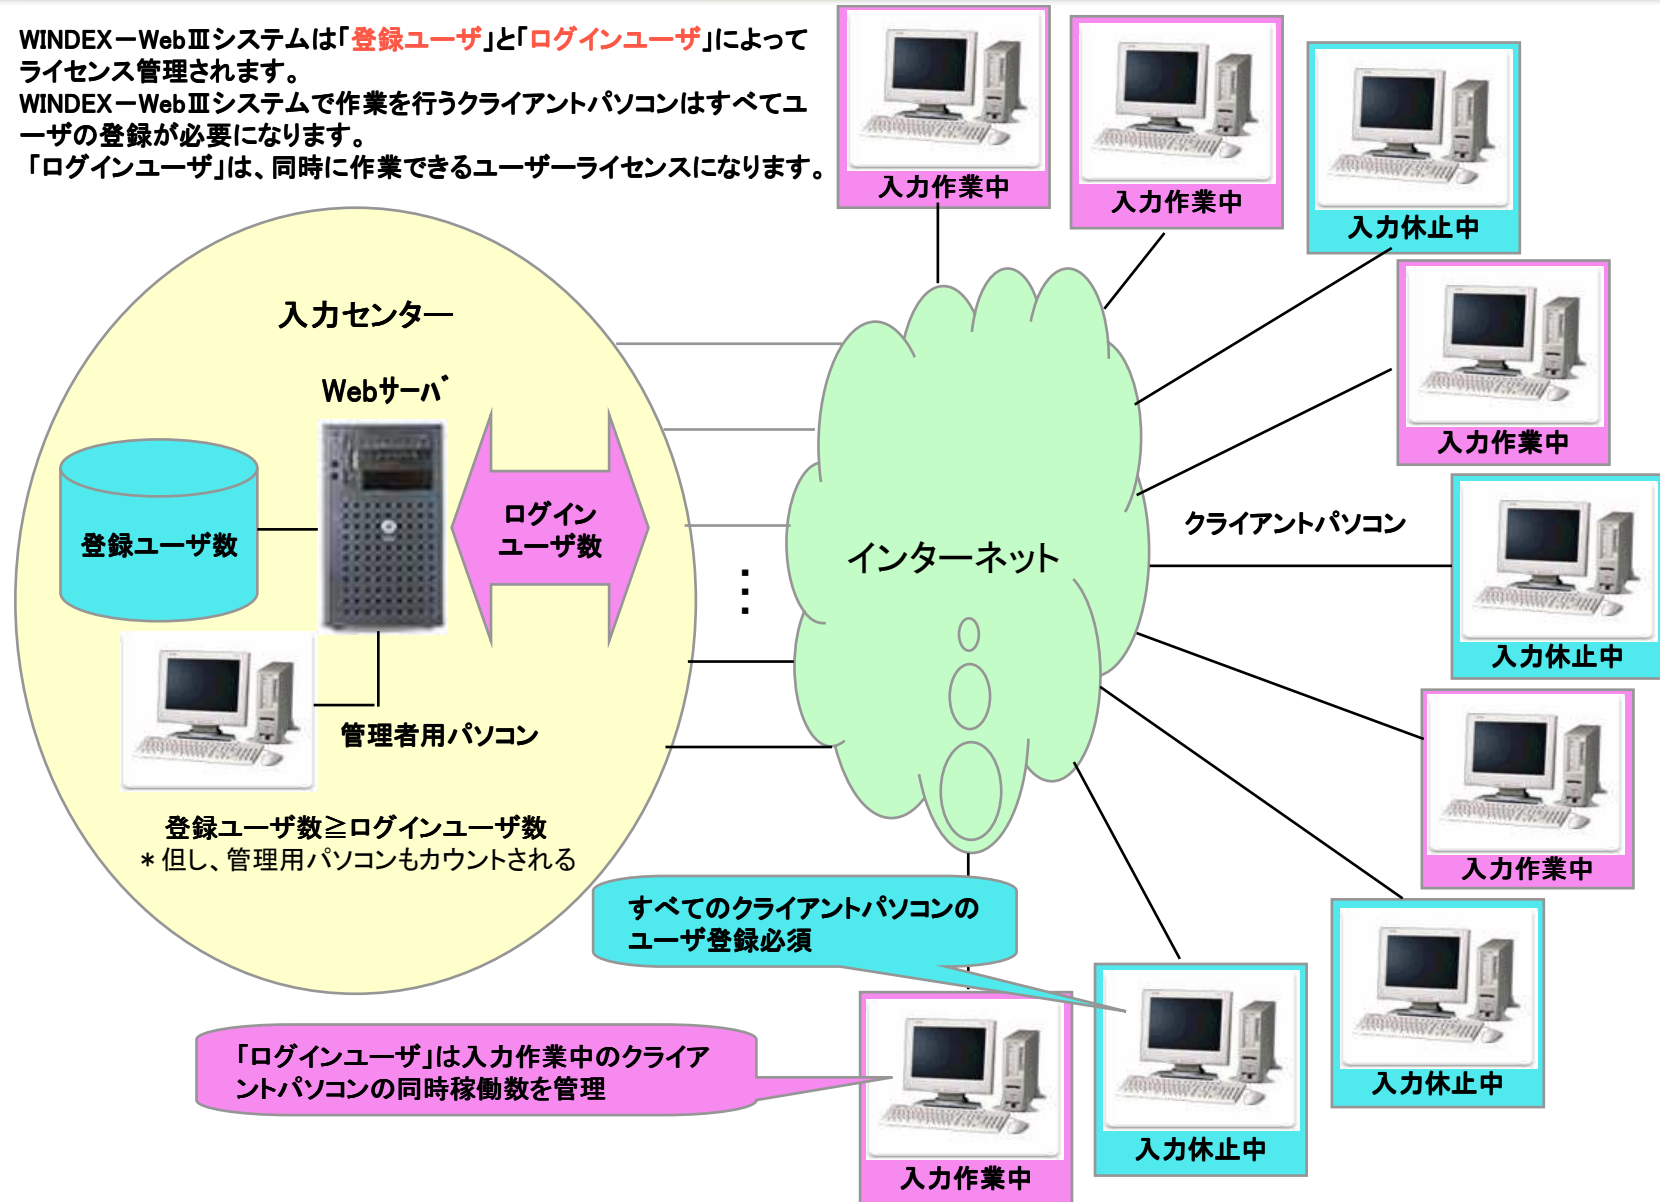 WINDEX－WebⅢシステムは「登録ユーザ」と「ログインユーザ」によって
ライセンス管理されます。
WINDEX－WebⅢシステムで作業を行うクライアントパソコンはすべてユ
ーザの登録が必要になります。
「ログインユーザ」は、同時に作業できるユーザーライセンスになります。
入力作業中
入力作業中
入力休止中
入力センター
Webサーバ
入力作業中
登録ユーザ数
ログイン
ユーザ数
インターネット
クライアントパソコン
入力休止中
管理者用パソコン
登録ユーザ数≧ログインユーザ数
＊但し、管理用パソコンもカウントされる
入力作業中
すべてのクライアントパソコンの
ユーザ登録必須
「ログインユーザ」は入力作業中のクライア
ントパソコンの同時稼働数を管理
入力休止中
入力休止中
入力作業中